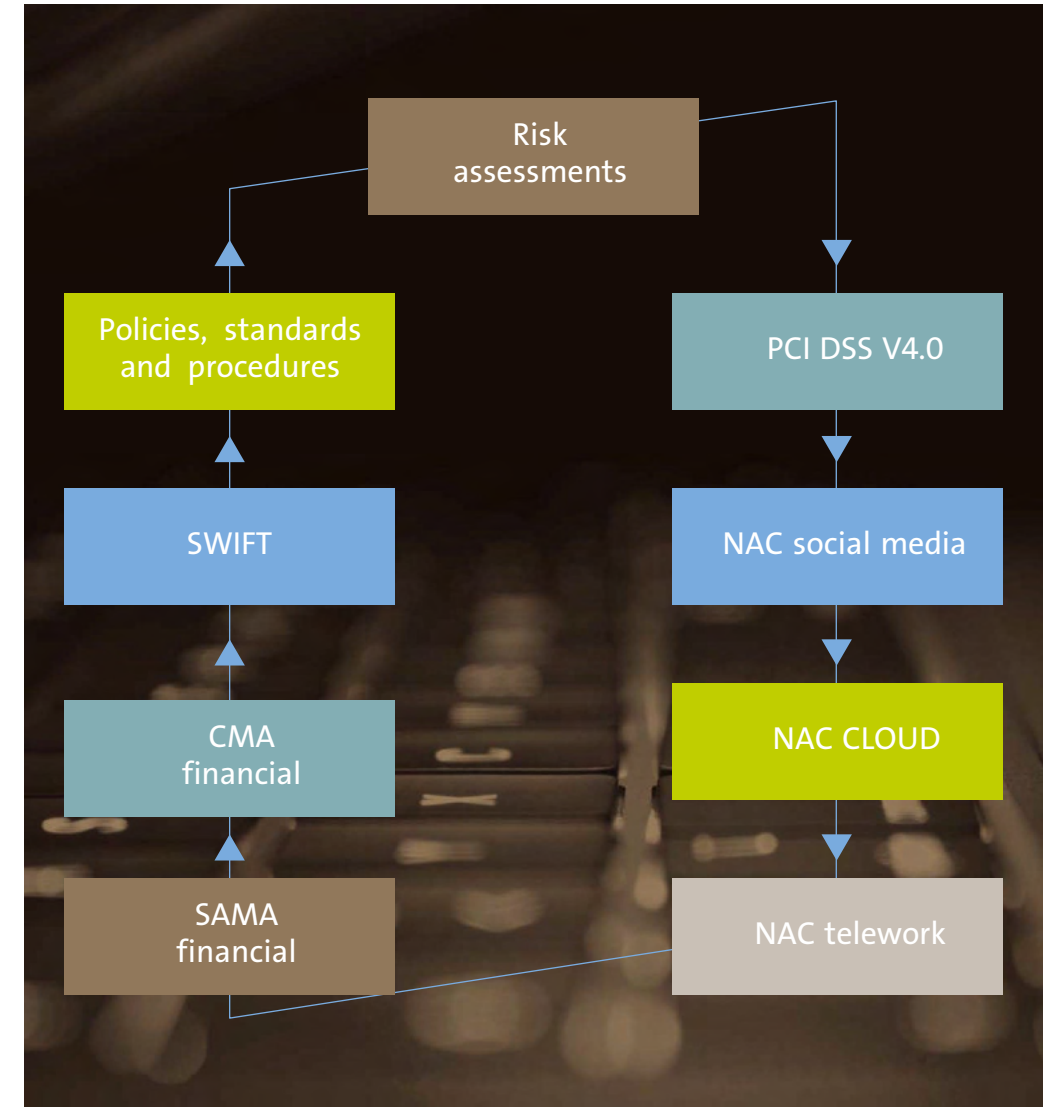 Risk
assessments
Policies, standards
and procedures
PCI DSS V4.0
SWIFT
NAC social media
CMA
financial
NAC CLOUD
SAMA
financial
NAC telework